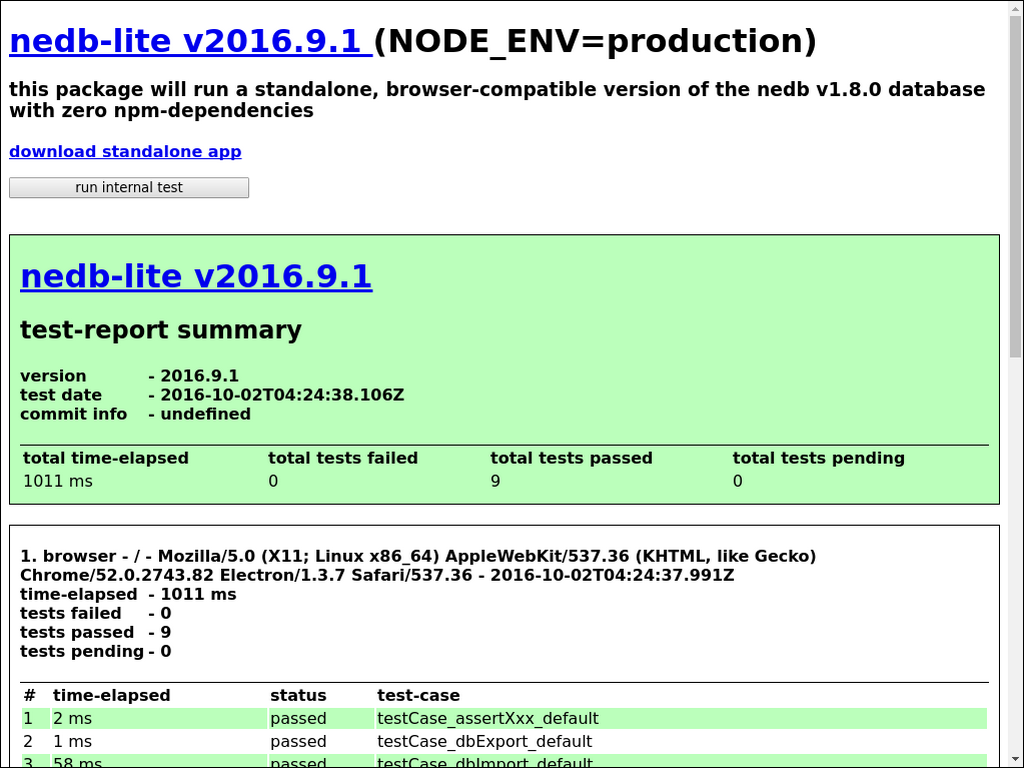 nedb-lite v2016.9.1 (NODE_ENV=production)
this package will run a standalone, browser-compatible version of the nedb v1.8.0 database
with zero npm-dependencies
download standalone app
run internal test
nedb-lite v2016.9.1
test-report summary
version - 2016.9.1
test date - 2016-10-02T04:24:38.106Z
commit info - undefined
total time-elapsed total tests failed total tests passed total tests pending
1011 ms 0 9 0
1. browser - / - Mozilla/5.0 (X11; Linux x86_64) AppleWebKit/537.36 (KHTML, like Gecko)
Chrome/52.0.2743.82 Electron/1.3.7 Safari/537.36 - 2016-10-02T04:24:37.991Z
time-elapsed - 1011 ms
tests failed - 0
tests passed - 9
tests pending - 0
# time-elapsed status test-case
1 2 ms passed testCase_assertXxx_default
2 1 ms passed testCase_dbExport_default
3 58 ms passed testCase_dbImport_default